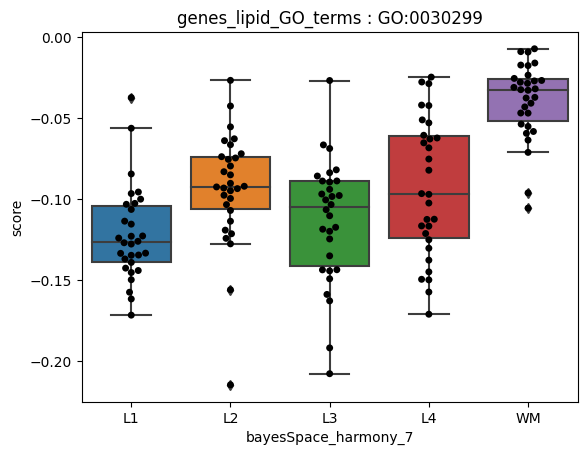 genes_lipid_GO_terms : GO:0030299
0.00
−0.05
−0.10
−0.15
−0.20
score
L1 L2 L3 L4 WM
bayesSpace_harmony_7